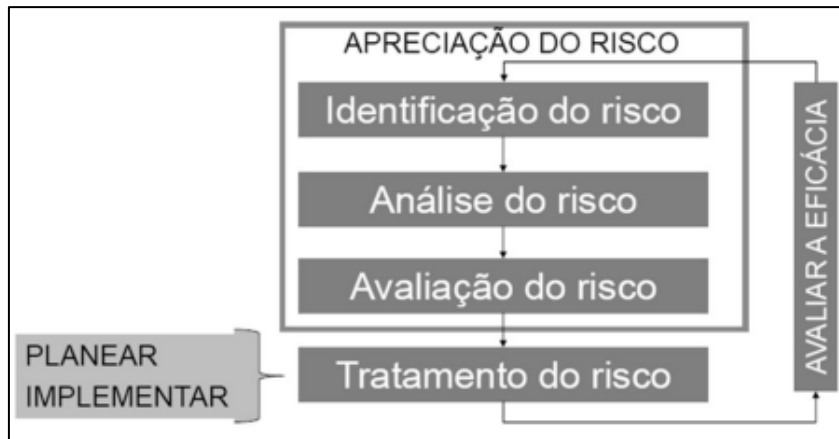 APRECIAÇÃO DO RISCO
Identificação do risco
Análise do risco
Avaliação do risco
Tratamento do risco
PLANEAR
IMPLEMENTAR
AVALIAR A EFICÁCIA